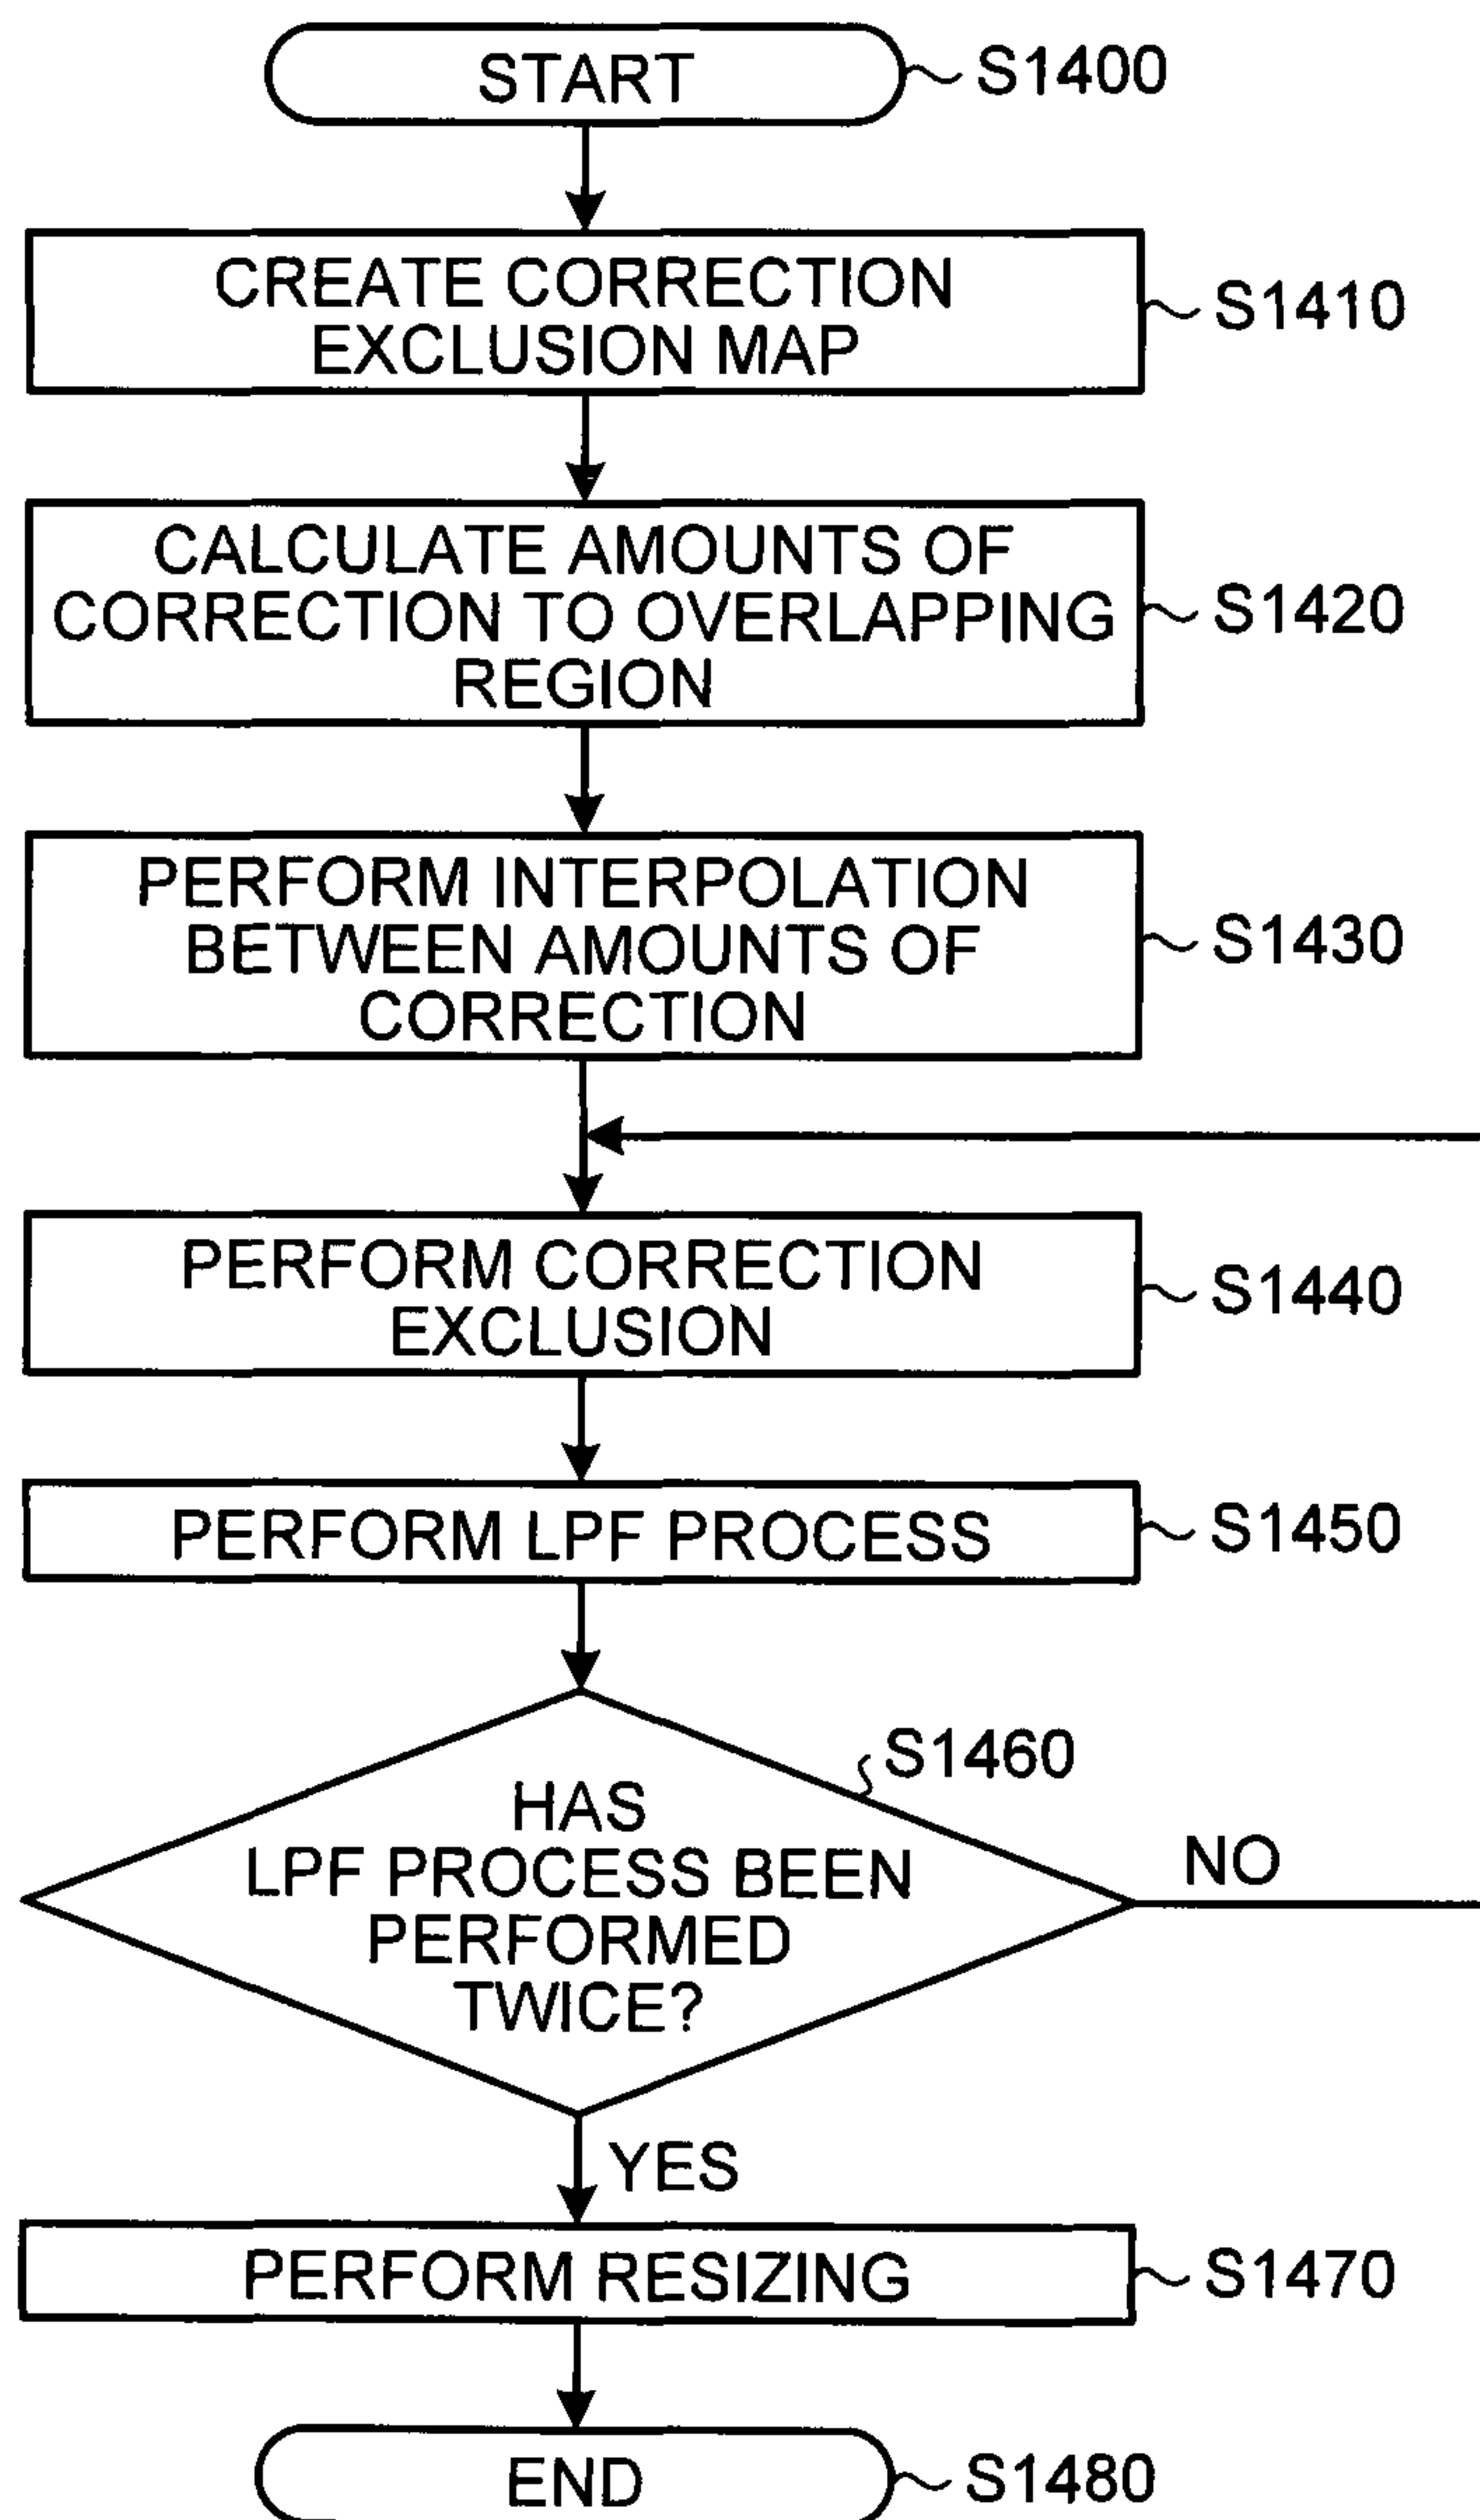 START
S1400
CREATE CORRECTION
EXCLUSION MAP
S1410
CALCULATE AMOUNTS OF
CORRECTION TO OVERLAPPING
REGION
S1420
PERFORM INTERPOLATION
BETWEEN AMOUNTS OF
CORRECTION
S1430
PERFORM CORRECTION
EXCLUSION
S1440
PERFORM LPF PROCESS
S1450
S1460
HAS
LPF PROCESS BEEN
PERFORMED
TWICE?
NO
YES
PERFORM RESIZING
S1470
END
S1480